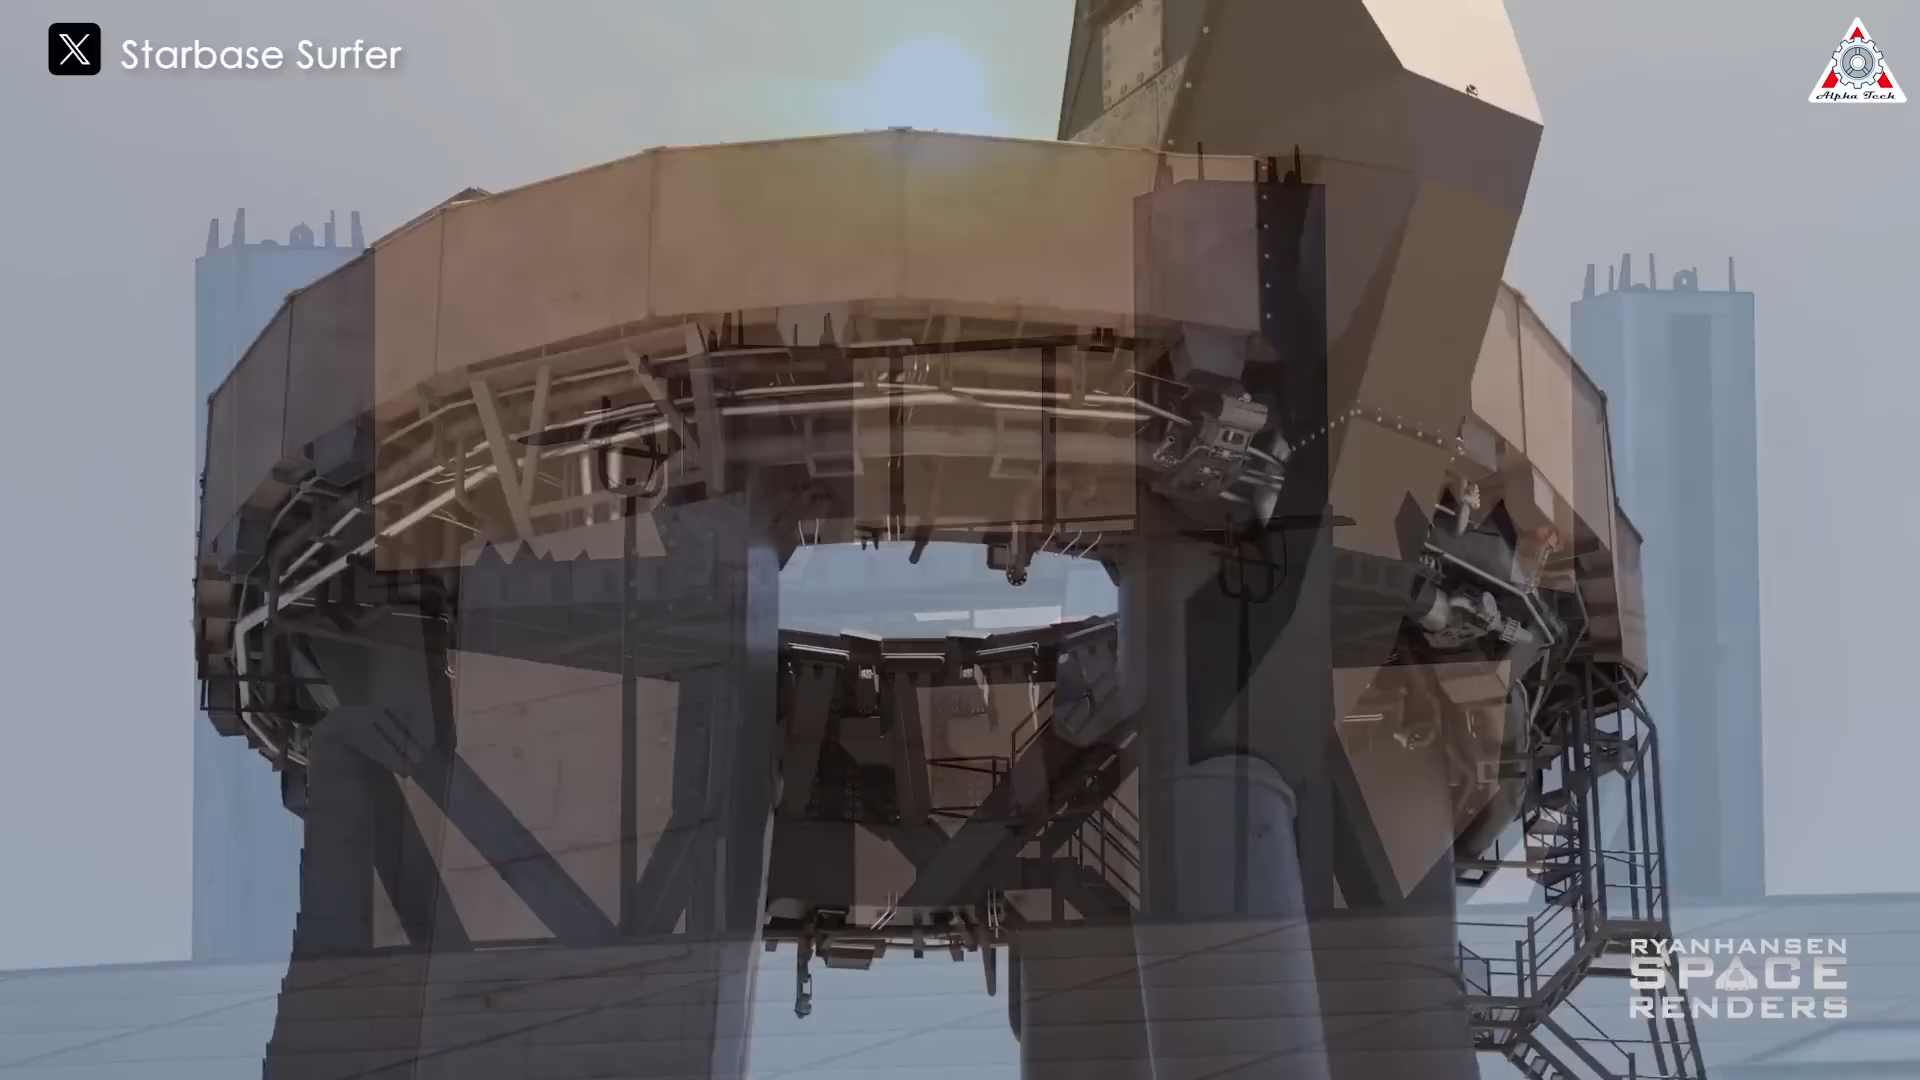 X Starbase Surfer
Alpha Tech
RYANHANSEN
SPACE
RENDERS